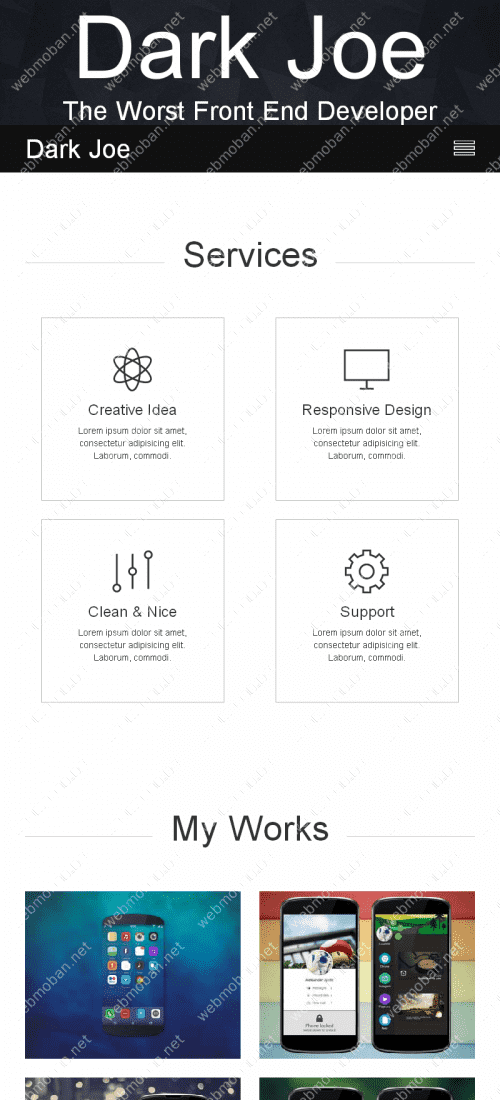 Dark Joe
The Worst Front End Developer
Dark Joe
Services
Creative Idea
Lorem ipsum dolor sit amet,
consectetur adipisicing elit.
Laborum, commodi.
Responsive Design
Lorem ipsum dolor sit amet,
consectetur adipisicing elit.
Laborum, commodi.
Clean & Nice
Lorem ipsum dolor sit amet,
consectetur adipisicing elit.
Laborum, commodi.
Support
Lorem ipsum dolor sit amet,
consectetur adipisicing elit.
Laborum, commodi.
My Works
Phone locked
webmoban.net